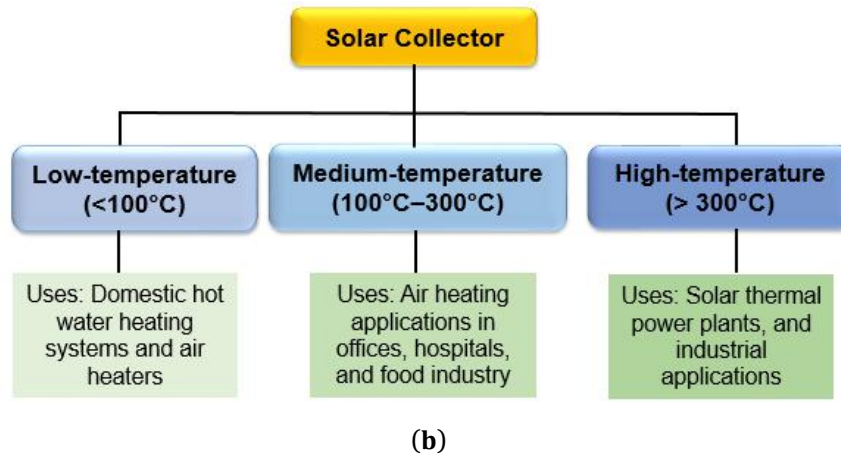 Solar Collector
Low-temperature
(<100°C)
Medium-temperature
(100°C–300°C)
High-temperature
(> 300°C)
Uses: Domestic hot
water heating
systems and air
heaters
Uses: Air heating
applications in
offices, hospitals,
and food industry
Uses: Solar thermal
power plants, and
industrial
applications
(b)